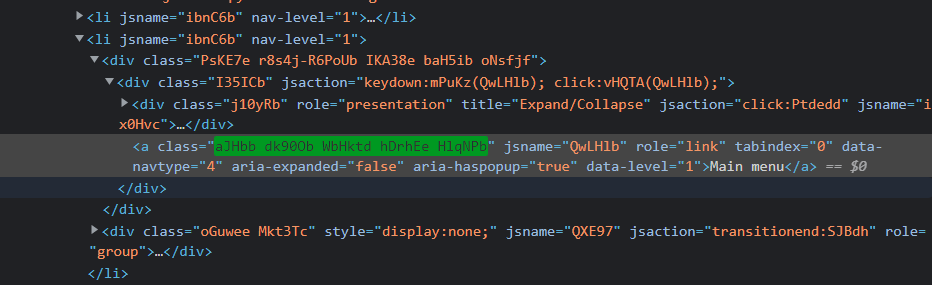 <li jsname="ibnC6b" nav-level="1">…</li>
<li jsname="ibnC6b" nav-level="1">
<div class="PsKE7e r8s4j-R6PoUb IKA38e baH5ib oNsfjf">
<div class="I35ICb" jsaction="keydown:mPuKz(QwLHlb); click:vHQTA(QwLHlb);">
<div class="j10yRb" role="presentation" title="Expand/Collapse" jsaction="click:Ptdedd" jsname="i
x0Hvc">…</div>
<a class="aJHbb dk90Ob WbHktd hDrhEe HlqNPb" jsname="QwLHlb" role="link" tabindex="0" data-
navtype="4" aria-expanded="false" aria-haspopup="true" data-level="1">Main menu</a> == $0
</div>
</div>
<div class="oGuwee Mkt3Tc" style="display:none;" jsname="QXE97" jsaction="transitionend:SJBdh" role=
"group">…</div>
</li>